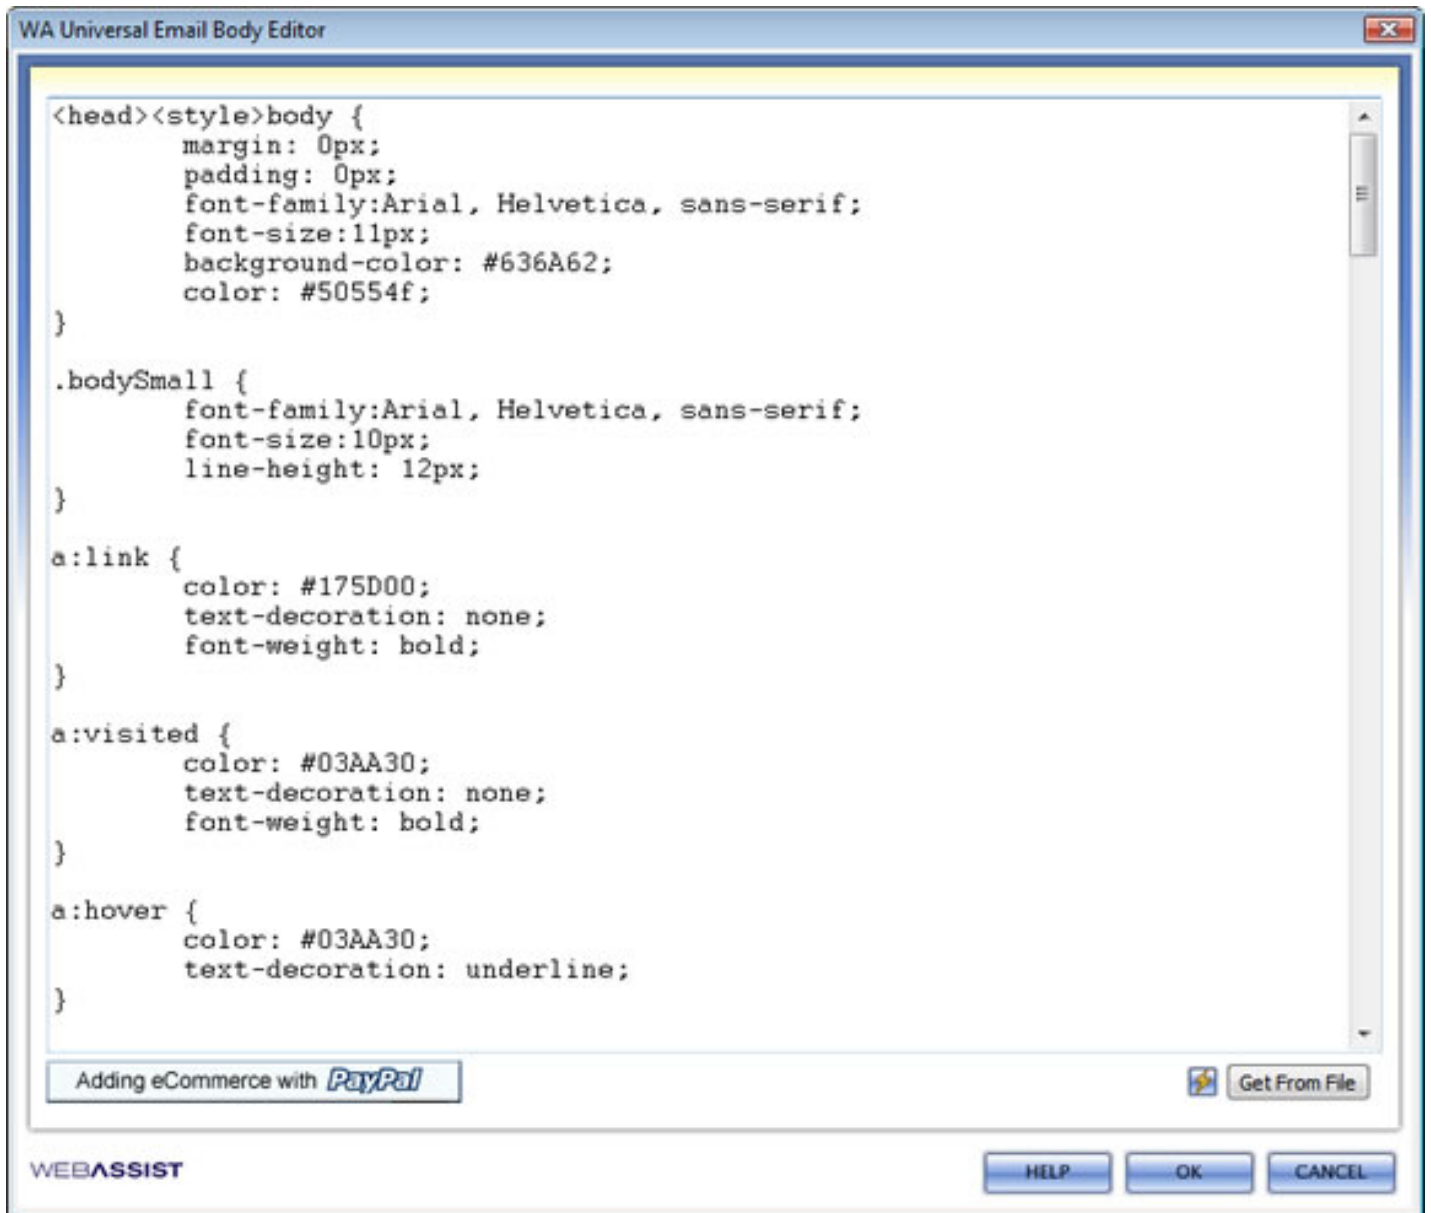 WA Universal Email Body Editor
<head><style>body {
margin: 0px;
padding: 0px;
font-family:Arial, Helvetica, sans-serif;
font-size:11px;
background-color: #636A62;
color: #50554f;
}
.bodySmall {
font-family:Arial, Helvetica, sans-serif;
font-size:10px;
line-height: 12px;
}
a:link {
color: #175D00;
text-decoration: none;
font-weight: bold;
}
a:visited {
color: #03AA30;
text-decoration: none;
font-weight: bold;
}
a:hover {
color: #03AA30;
text-decoration: underline;
}
Adding eCommerce with PayPal
Get From File
WEBASSIST
HELP
OK
CANCEL